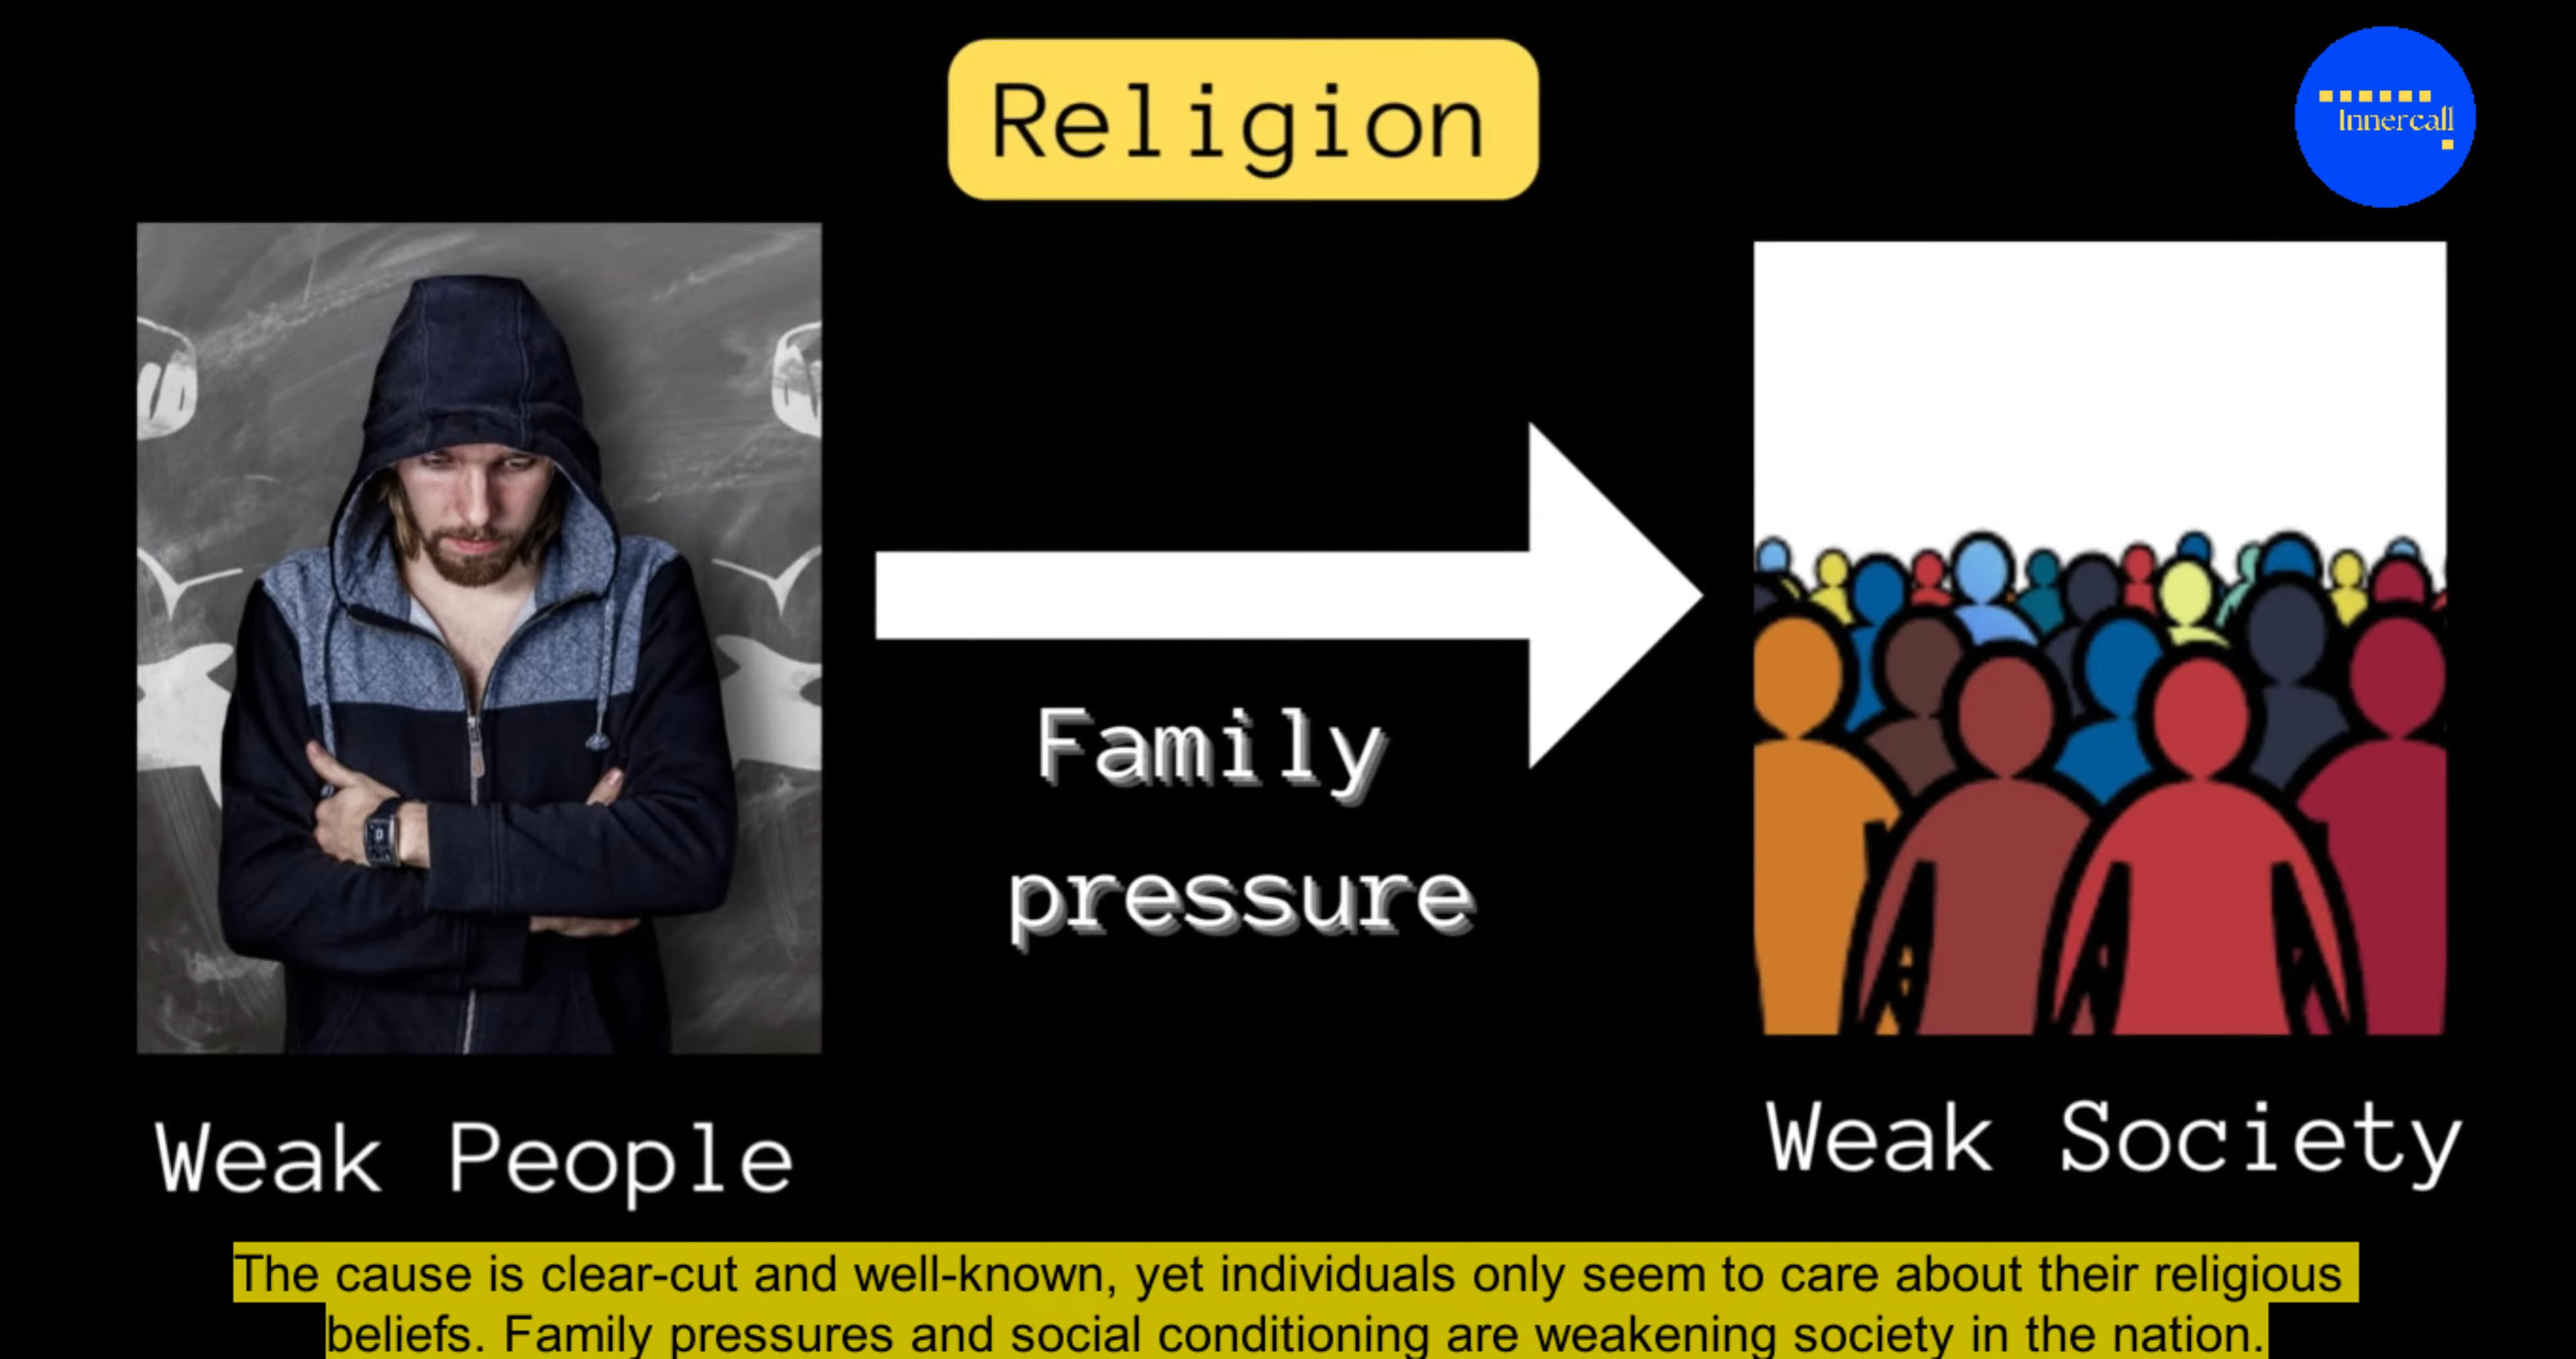 Religion
Innercall
Family
pressure
Weak People
Weak Society
The cause is clear-cut and well-known, yet individuals only seem to care about their religious
beliefs. Family pressures and social conditioning are weakening society in the nation.